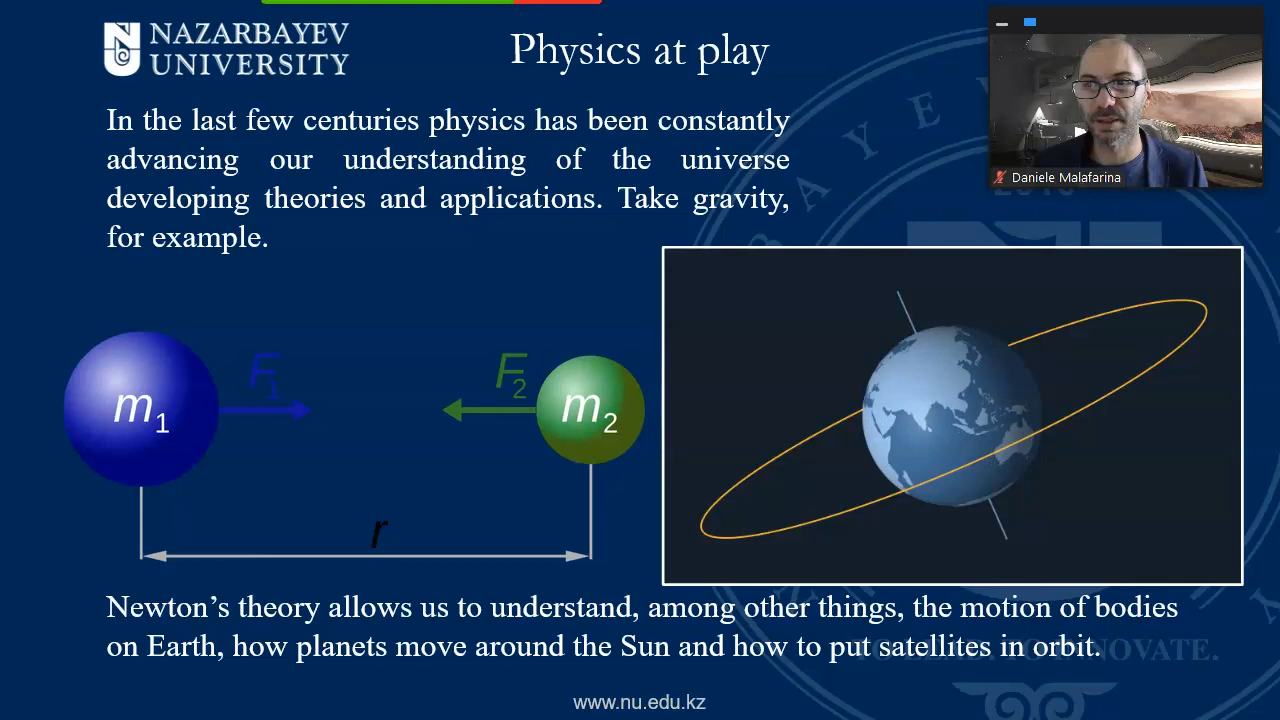 NAZARBAYEV
UNIVERSITY
Physics at play
Daniele Malafarina
In the last few centuries physics has been constantly
advancing our understanding of the universe
developing theories and applications. Take gravity,
for example.
m1
F1
F2
m2
r
Newton’s theory allows us to understand, among other things, the motion of bodies
on Earth, how planets move around the Sun and how to put satellites in orbit.
www.nu.edu.kz